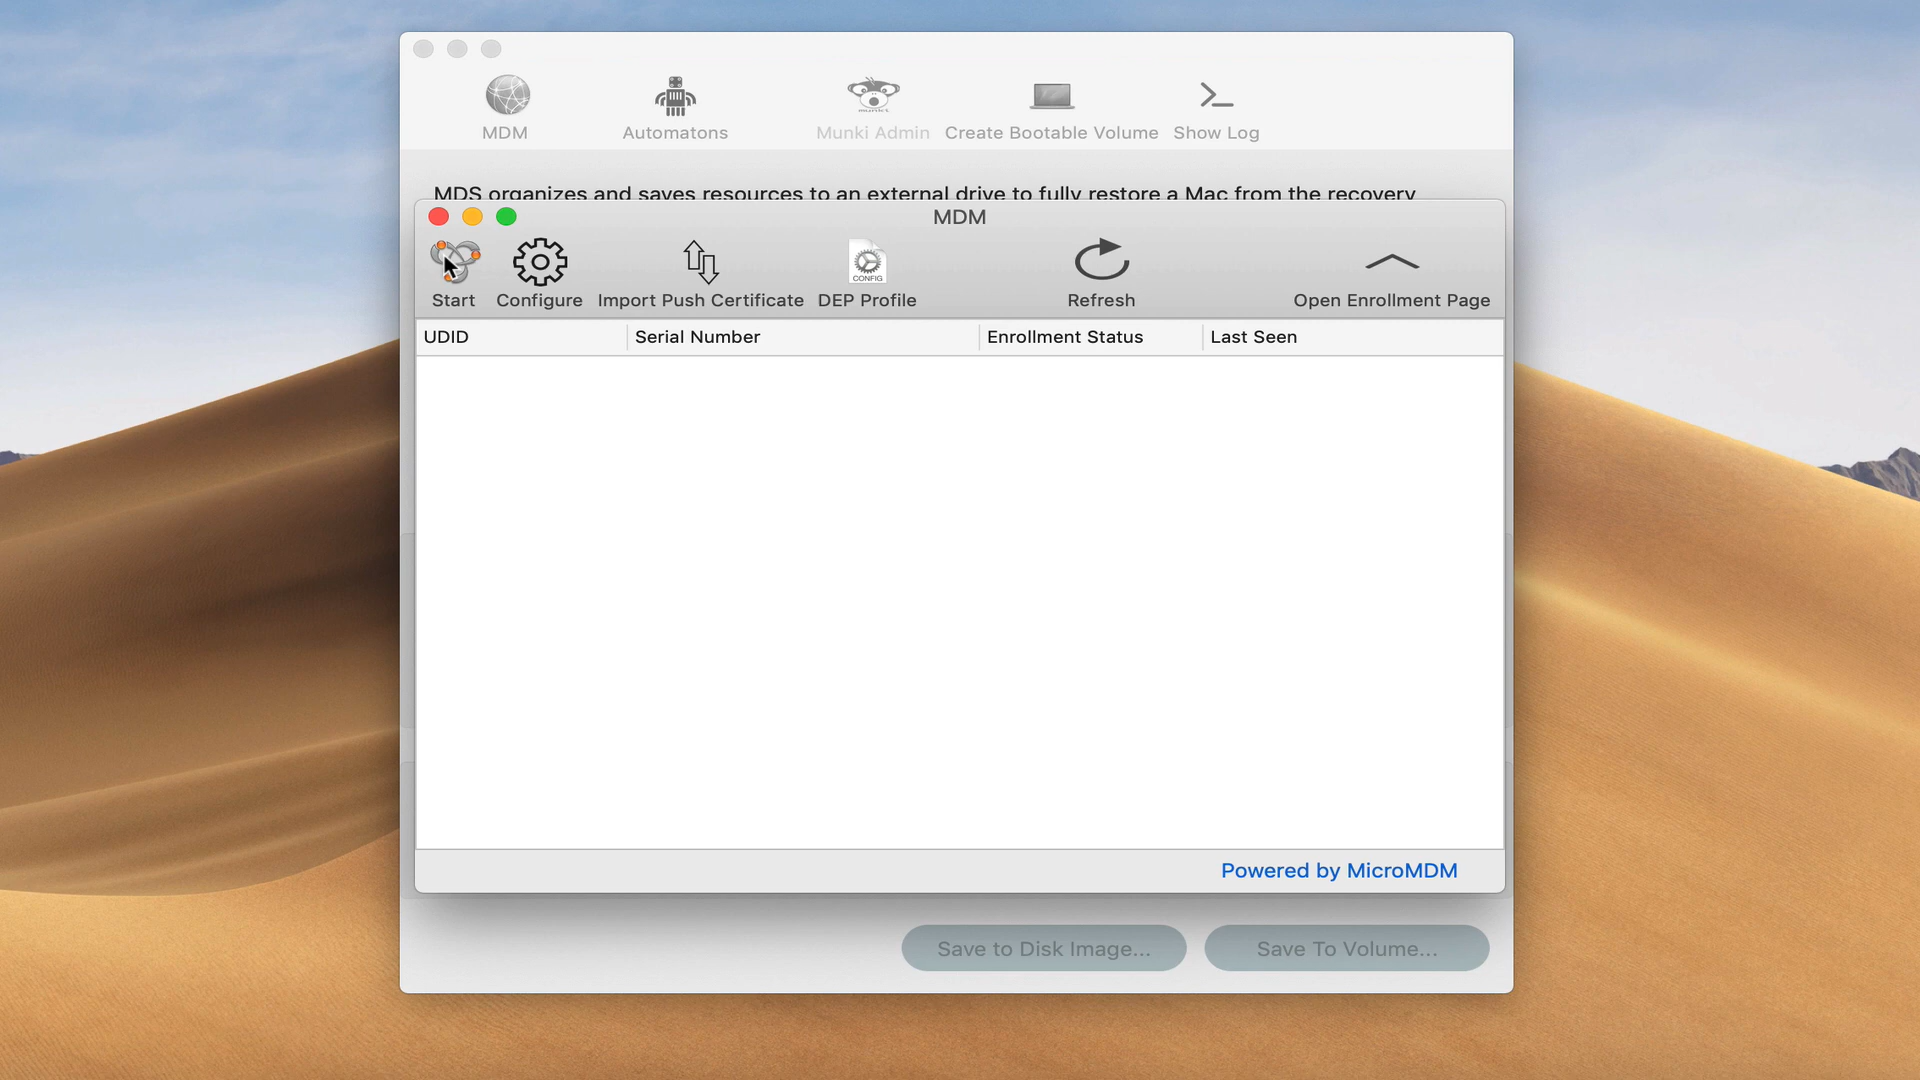 MDM Automatons Munki Admin Create Bootable Volume Show Log
MDS organizes and saves resources to an external drive to fully restore a Mac from the recovery
MDM
CONFIG
Start Configure Import Push Certificate DEP Profile Refresh Open Enrollment Page
UDID Serial Number Enrollment Status Last Seen
Powered by MicroMDM
Save to Disk Image... Save To Volume...